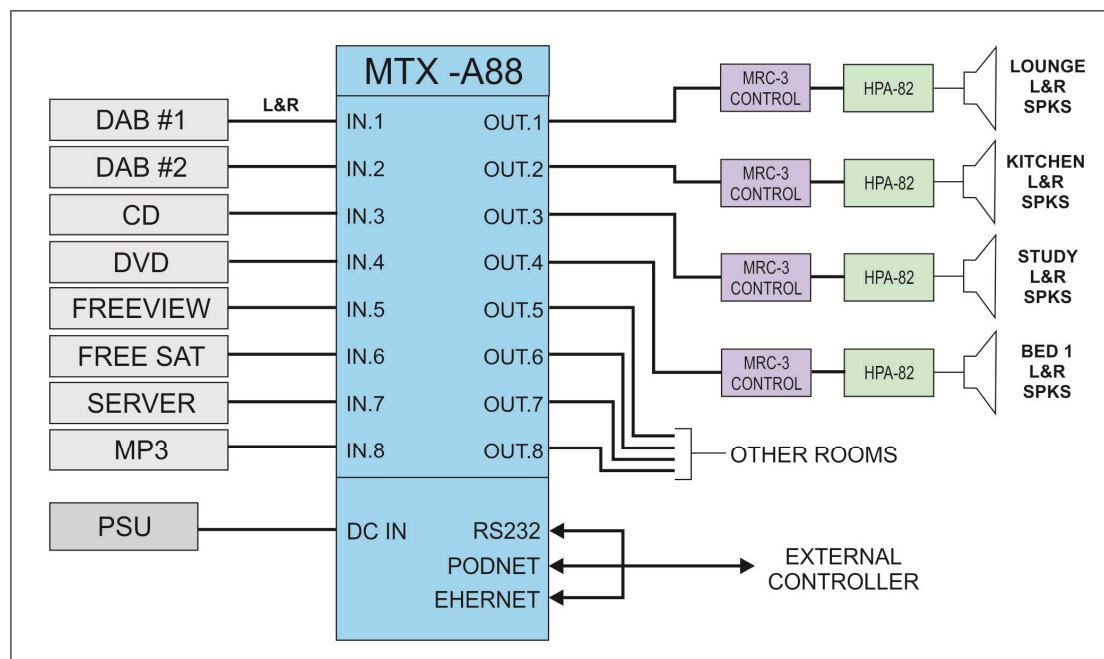 MTX -A88
L&R
DAB #1
DAB #2
CD
DVD
FREEVIEW
FREE SAT
SERVER
MP3
PSU
IN.1
IN.2
IN.3
IN.4
IN.5
IN.6
IN.7
IN.8
DC IN
OUT.1
OUT.2
OUT.3
OUT.4
OUT.5
OUT.6
OUT.7
OUT.8
RS232
PODNET
EHERNET
MRC-3
CONTROL
HPA-82
LOUNGE
L&R
SPKS
MRC-3
CONTROL
HPA-82
KITCHEN
L&R
SPKS
MRC-3
CONTROL
HPA-82
STUDY
L&R
SPKS
MRC-3
CONTROL
HPA-82
BED 1
L&R
SPKS
OTHER ROOMS
EXTERNAL
CONTROLLER